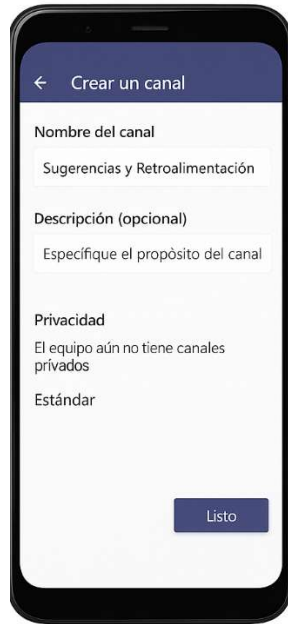 Crear un canal
Nombre del canal
Sugerencias y Retroalimentación
Descripción (opcional)
Específique el propòsito del canal
Privacidad
El equipo aún no tiene canales
prívados
Estándar
Listo